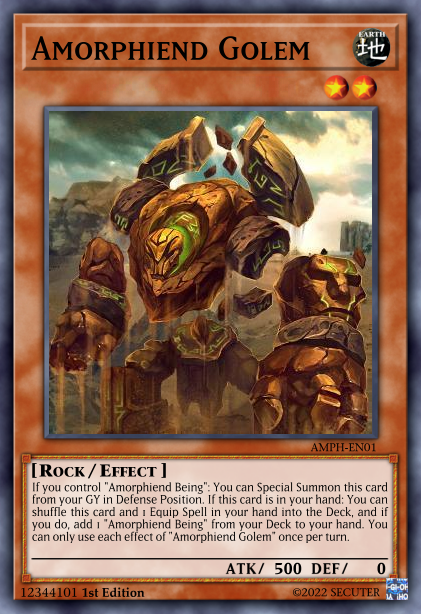 Amorphiend Golem
EARTH
地
AMPH-EN01
[Rock / Effect ]
If you control "Amorphiend Being": You can Special Summon this card
from your GY in Defense Position. If this card is in your hand: You can
shuffle this card and 1 Equip Spell in your hand into the Deck, and if
you do, add 1 "Amorphiend Being" from your Deck to your hand. You
can only use each effect of "Amorphiend Golem" once per turn.
ATK/ 500 DEF/ 0
12344101 1st Edition ©2022 SECUTER